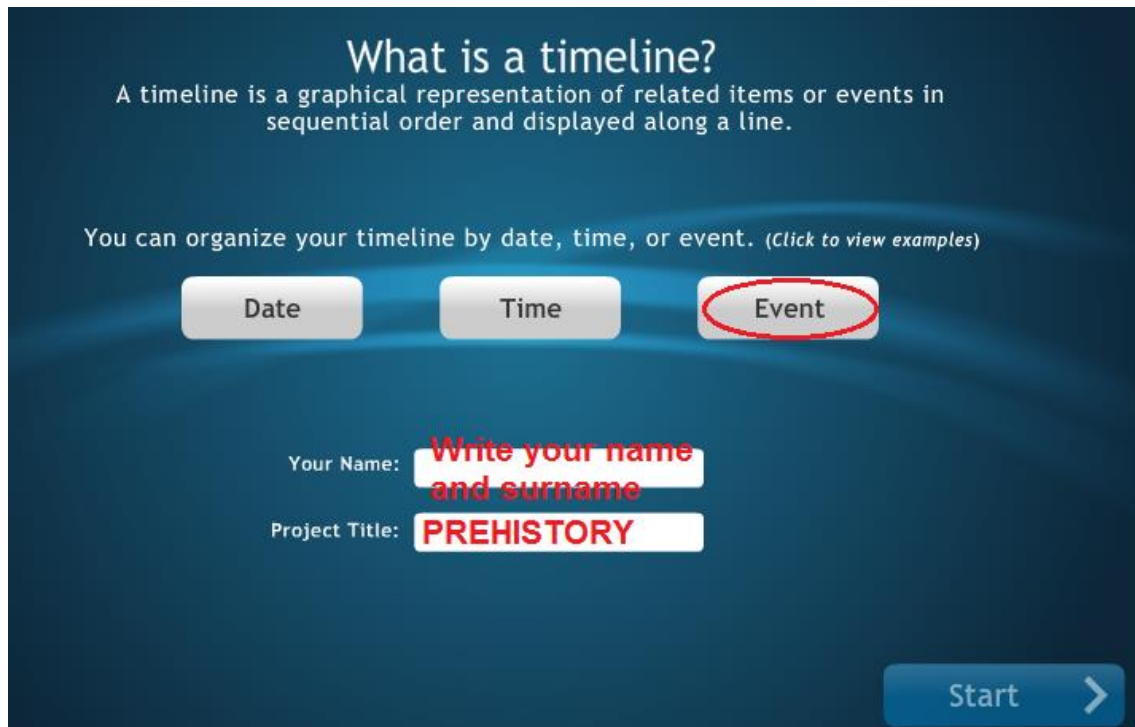 What is a timeline?
A timeline is a graphical representation of related items or events in
sequential order and displayed along a line.
You can organize your timeline by date, time, or event. (Click to view examples)
Date
Time
Event
Your Name:
Write your name
and surname
Project Title:
PREHISTORY
Start